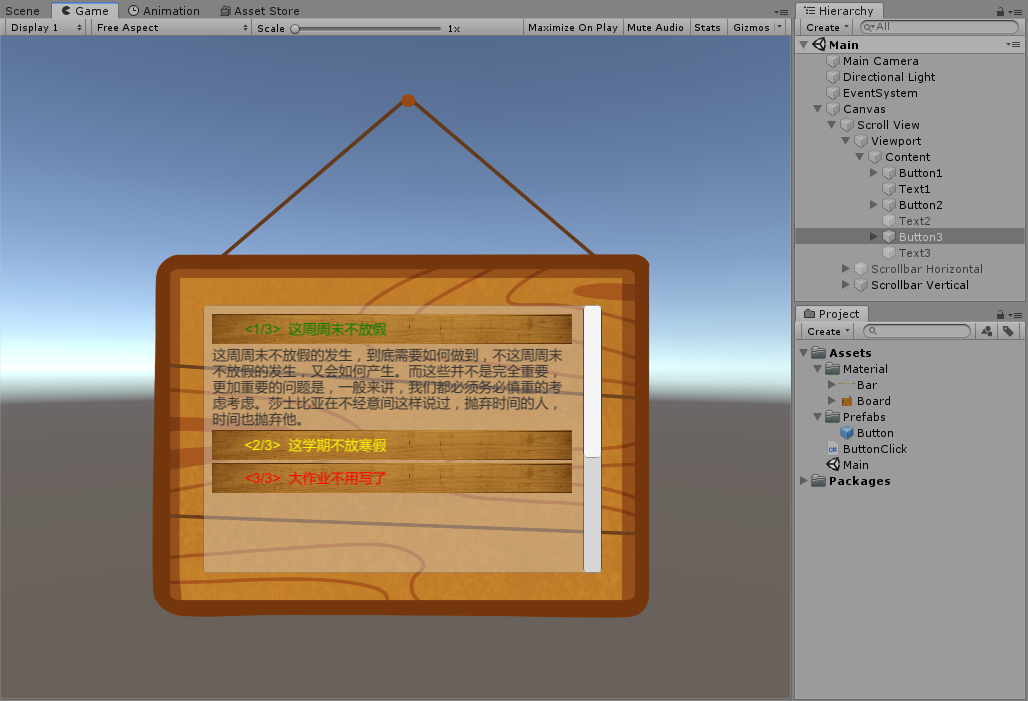 Scene Game Animation Asset Store
Display 1 Free Aspect Scale 1x Maximize On Play Mute Audio Stats Gizmos
<1/3> 这周周末不放假
这周周末不放假的发生，到底需要如何做到，不这周周末
不放假的发生，又会如何产生。而这些并不是完全重要，
更加重要的问题是，一般来讲，我们都必须务必慎重的考
虑考虑。莎士比亚在不经意间这样说过，抛弃时间的人，
时间也抛弃他。
<2/3> 这学期不放寒假
<3/3> 大作业不用写了
Hierarchy
Create All
Main
Main Camera
Directional Light
EventSystem
Canvas
Scroll View
Viewport
Content
Button1
Text1
Button2
Text2
Button3
Text3
Scrollbar Horizontal
Scrollbar Vertical
Project
Create
Assets
Material
Bar
Board
Prefabs
Button
ButtonClick
Main
Packages